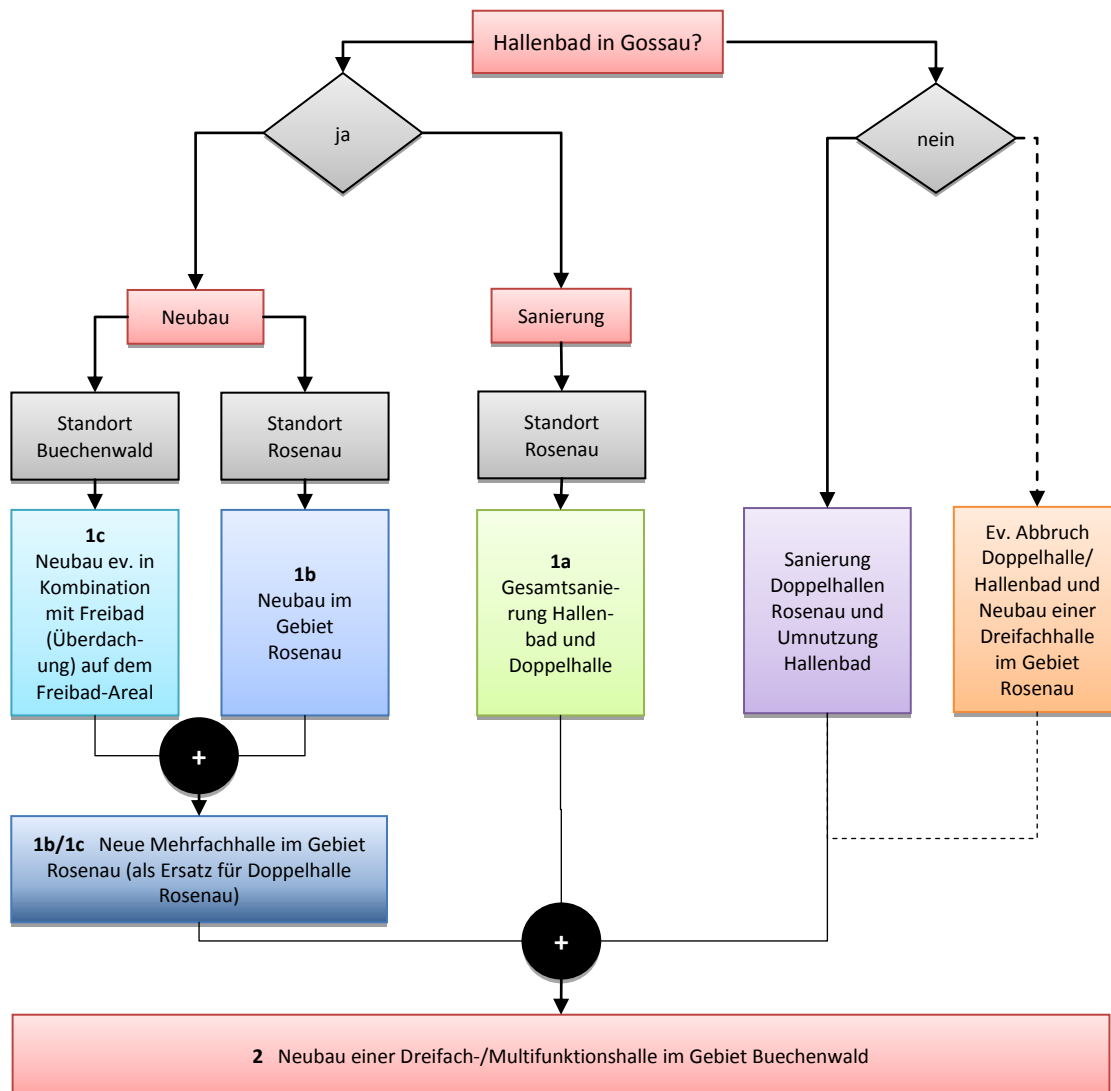 Hallenbad in Gossau?
ja
nein
Neubau
Sanierung
Standort
Buechenwald
Standort
Rosenau
Standort
Rosenau
1c
Neubau ev. in
Kombination
mit Freibad
(Überdach-
ung) auf dem
Freibad-Areal
1b
Neubau im
Gebiet
Rosenau
1a
Gesamtsanie-
rung Hallen-
bad und
Doppelhalle
Sanierung
Doppelhallen
Rosenau und
Umnutzung
Hallenbad
Ev. Abbruch
Doppelhalle/
Hallenbad und
Neubau einer
Dreifachhalle
im Gebiet
Rosenau
+
1b/1c Neue Mehrfachhalle im Gebiet
Rosenau (als Ersatz für Doppelhalle
Rosenau)
+
2 Neubau einer Dreifach-/Multifunktionshalle im Gebiet Buechenwald